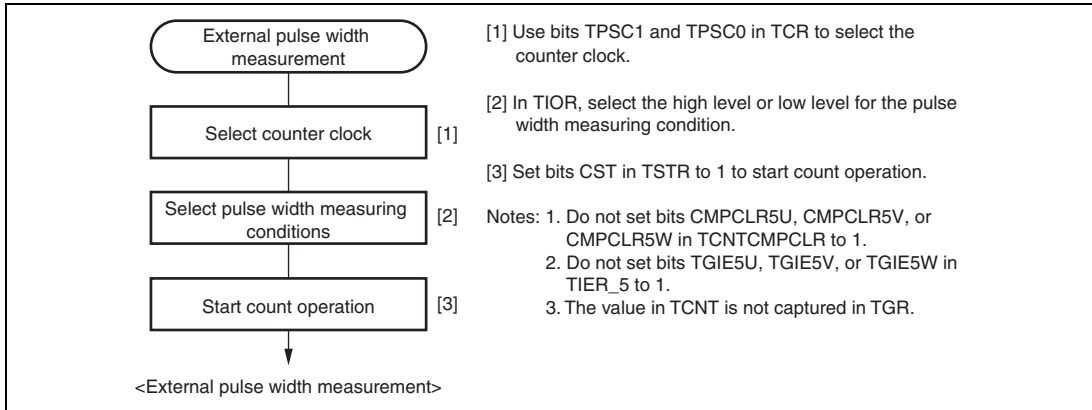 External pulse width
measurement
Select counter clock
[1]
Select pulse width measuring
conditions
[2]
Start count operation
[3]
<External pulse width measurement>
[1] Use bits TPSC1 and TPSC0 in TCR to select the
counter clock.
[2] In TIOR, select the high level or low level for the pulse
width measuring condition.
[3] Set bits CST in TSTR to 1 to start count operation.
Notes: 1. Do not set bits CMPCLR5U, CMPCLR5V, or
CMPCLR5W in TCNTCMPCLR to 1.
2. Do not set bits TGIE5U, TGIE5V, or TGIE5W in
TIER_5 to 1.
3. The value in TCNT is not captured in TGR.